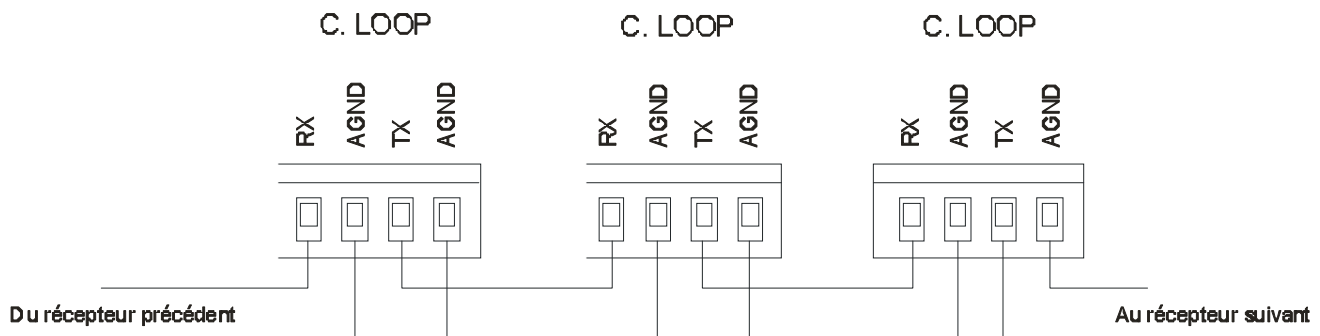 C. LOOP C. LOOP C. LOOP
RX AGND TX AGND RX AGND TX AGND RX AGND TX AGND
Du récepteur précédent Au récepteur suivant